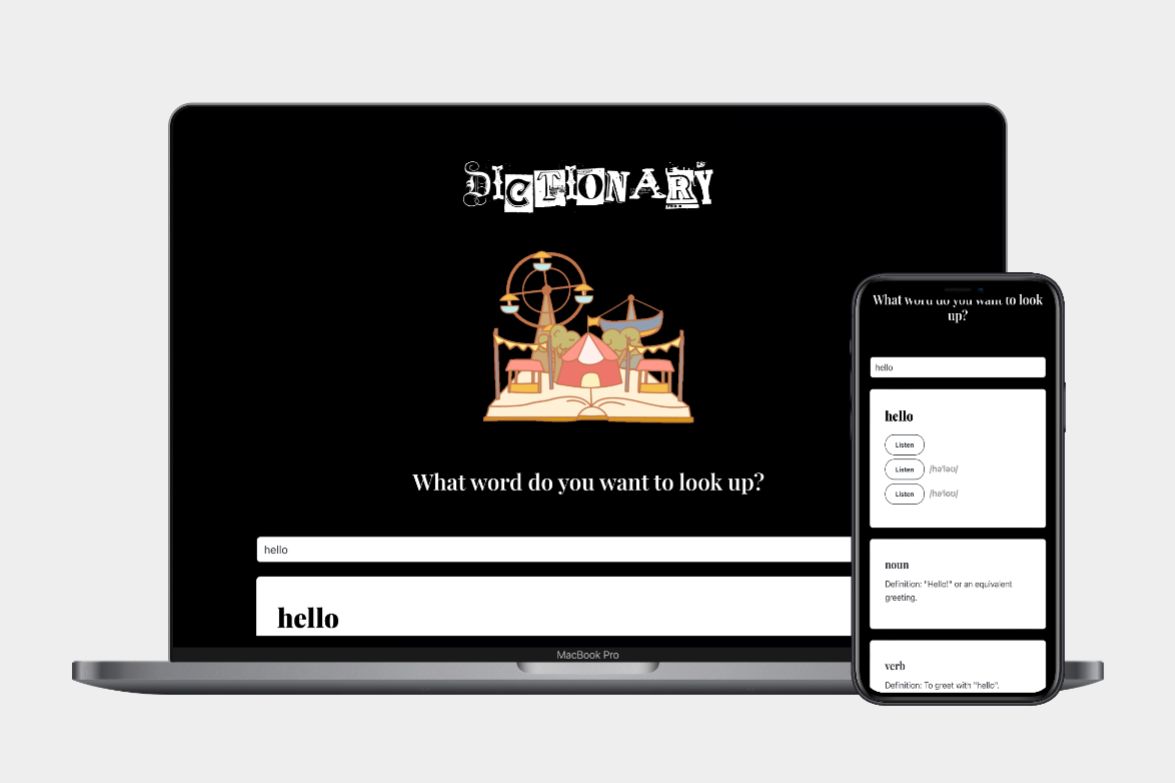 DICTIONARY
What word do you want to look up?
hello
hello
MacBook Pro
What word do you want to look
up?
hello
hello
Listen
Listen /həˈləʊ/
Listen /həˈloʊ/
noun
Definition: "Hello!" or an equivalent
greeting.
verb
Definition: To greet with "hello".